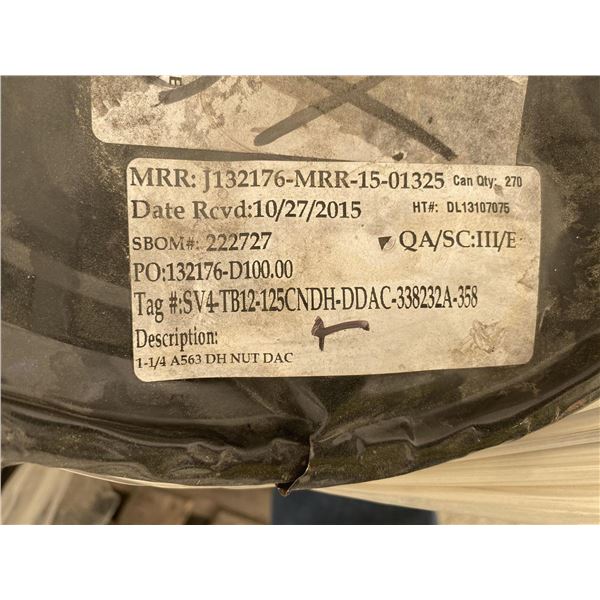 MRR: J132176-MRR-15-01325 Can Qty: 270
Date Rcvd:10/27/2015 HT#: DL13107075
SBOM#: 222727 QA/SC:III/E
PO:132176-D100.00
Tag #:SV4-TB12-125CNDH-DDAC-338232A-358
Description:
1-1/4 A563 DH NUT DAC